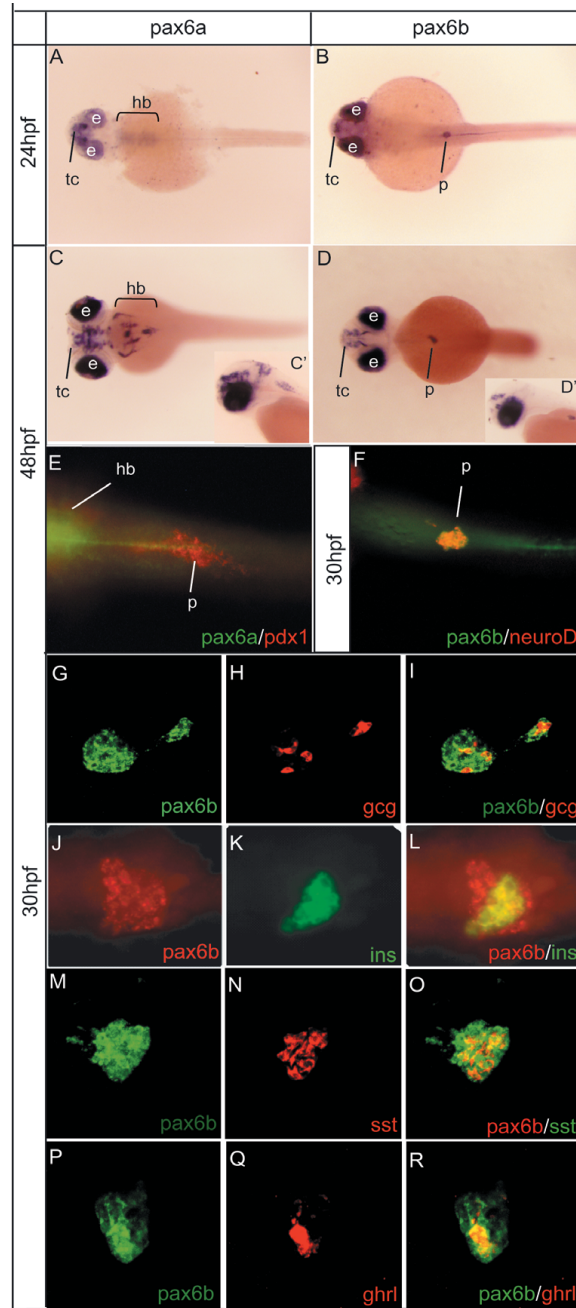 pax6a pax6b
24hpf
A
hb
e
e
tc
B
e
e
tc
p
48hpf
C
hb
e
e
tc
C'
D
e
e
tc
p
D'
E
hb
p
pax6a/pdx1
30hpf
F
p
pax6b/neuroD
30hpf
G
pax6b
H
gcg
I
pax6b/gcg
J
pax6b
K
ins
L
pax6b/ins
M
pax6b
N
sst
O
pax6b/sst
P
pax6b
Q
ghrl
R
pax6b/ghrl